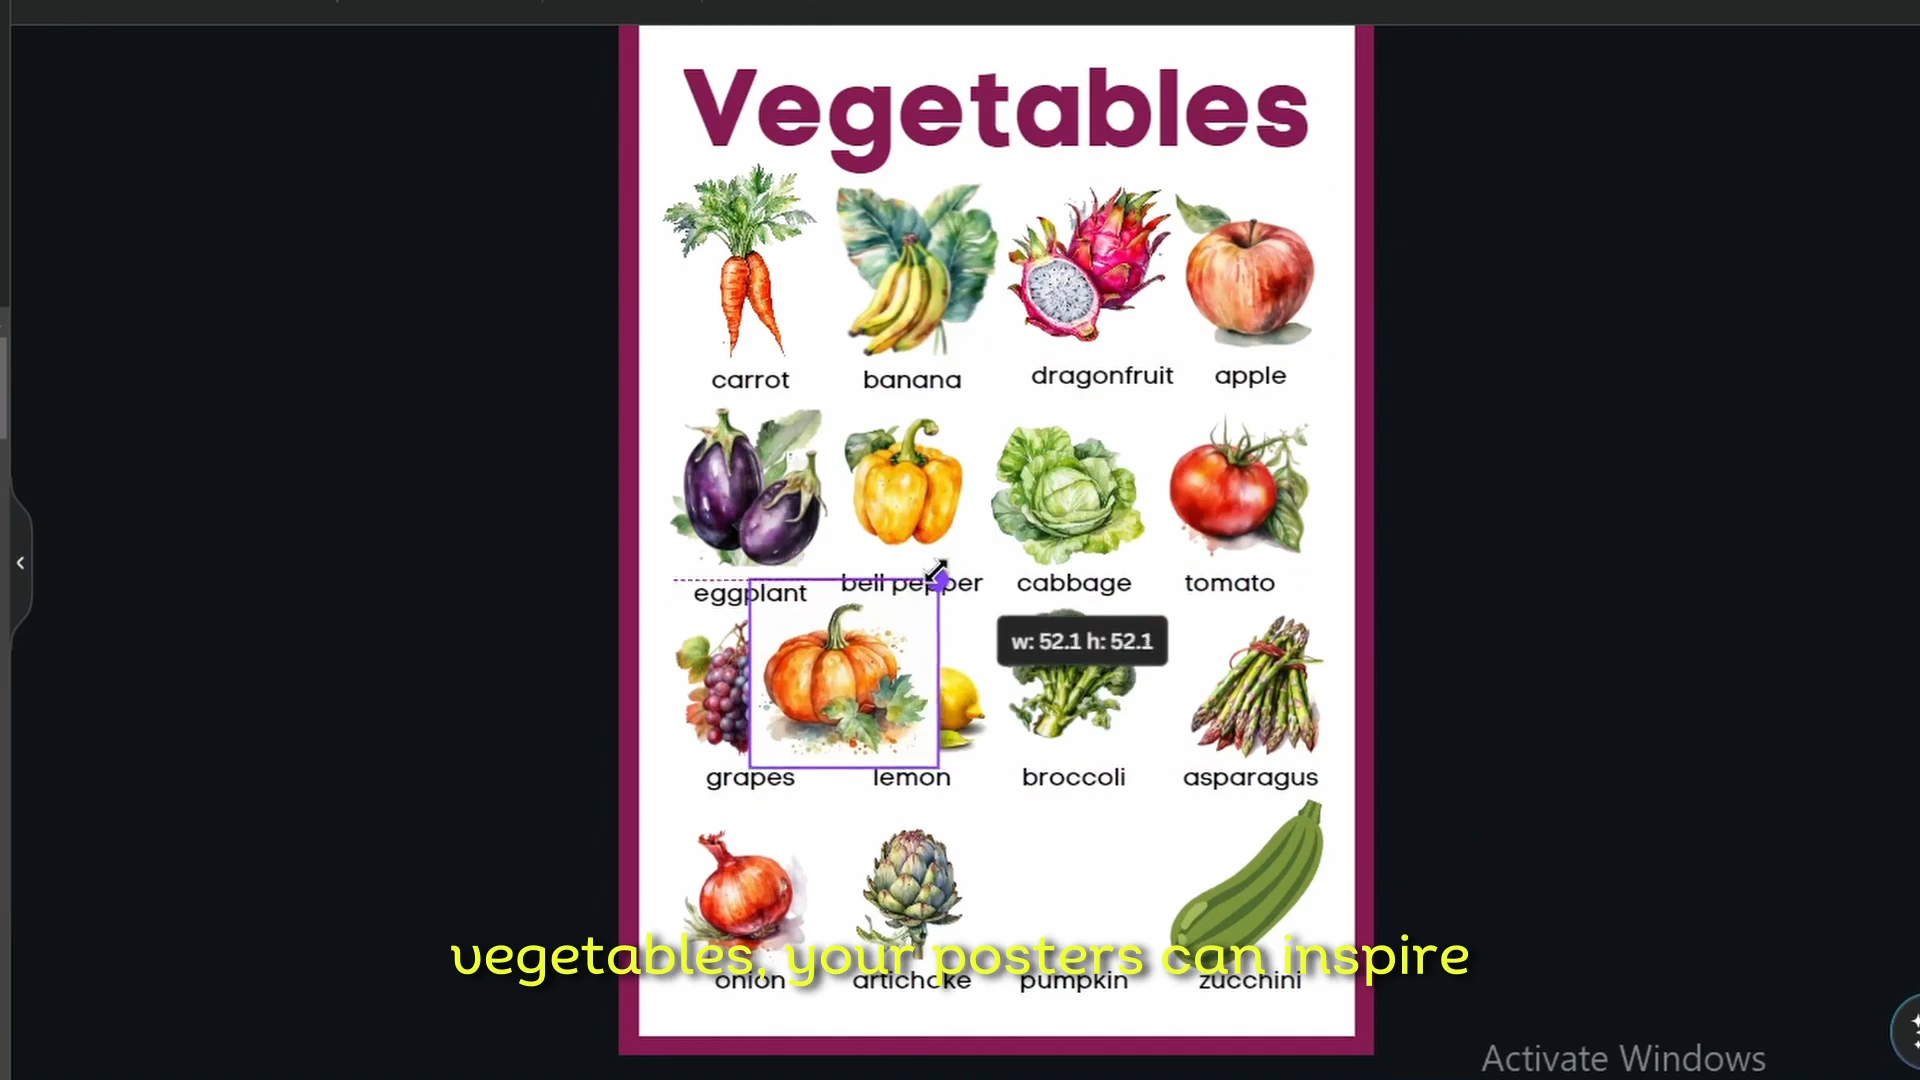 Vegetables
carrot banana dragonfruit apple
eggplant bell pepper cabbage tomato
w: 52.1 h: 52.1
grapes lemon broccoli asparagus
vegetables, your posters can inspire
onion artichoke pumpkin zucchini
Activate Windows